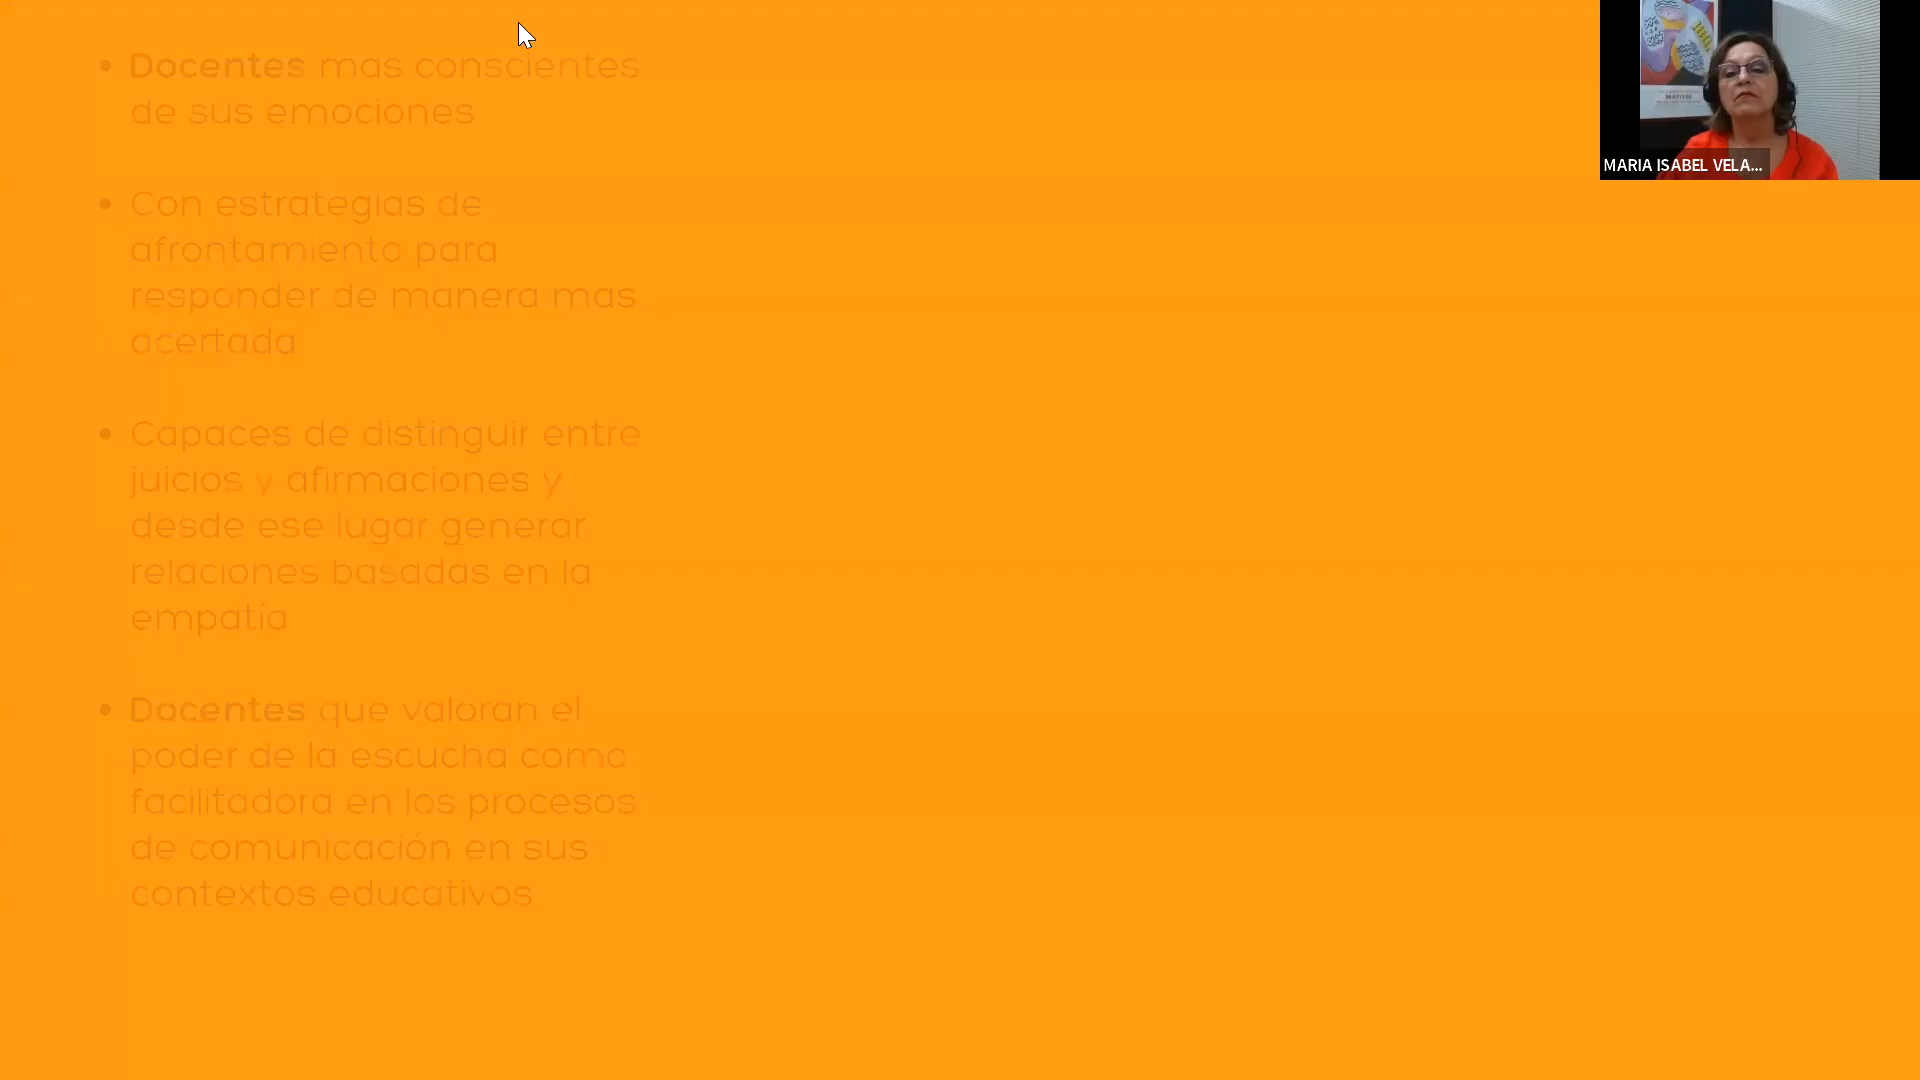 • Docentes mas conscientes
de sus emociones
• Con estrategias de
afrontamiento para
responder de manera mas
acertada
• Capaces de distinguir entre
juicios y afirmaciones y
desde ese lugar generar
relaciones basadas en la
empatía
• Docentes que valoran el
poder de la escucha como
facilitadora en los procesos
de comunicación en sus
contextos educativos
MATISSE
MARIA ISABEL VELA...